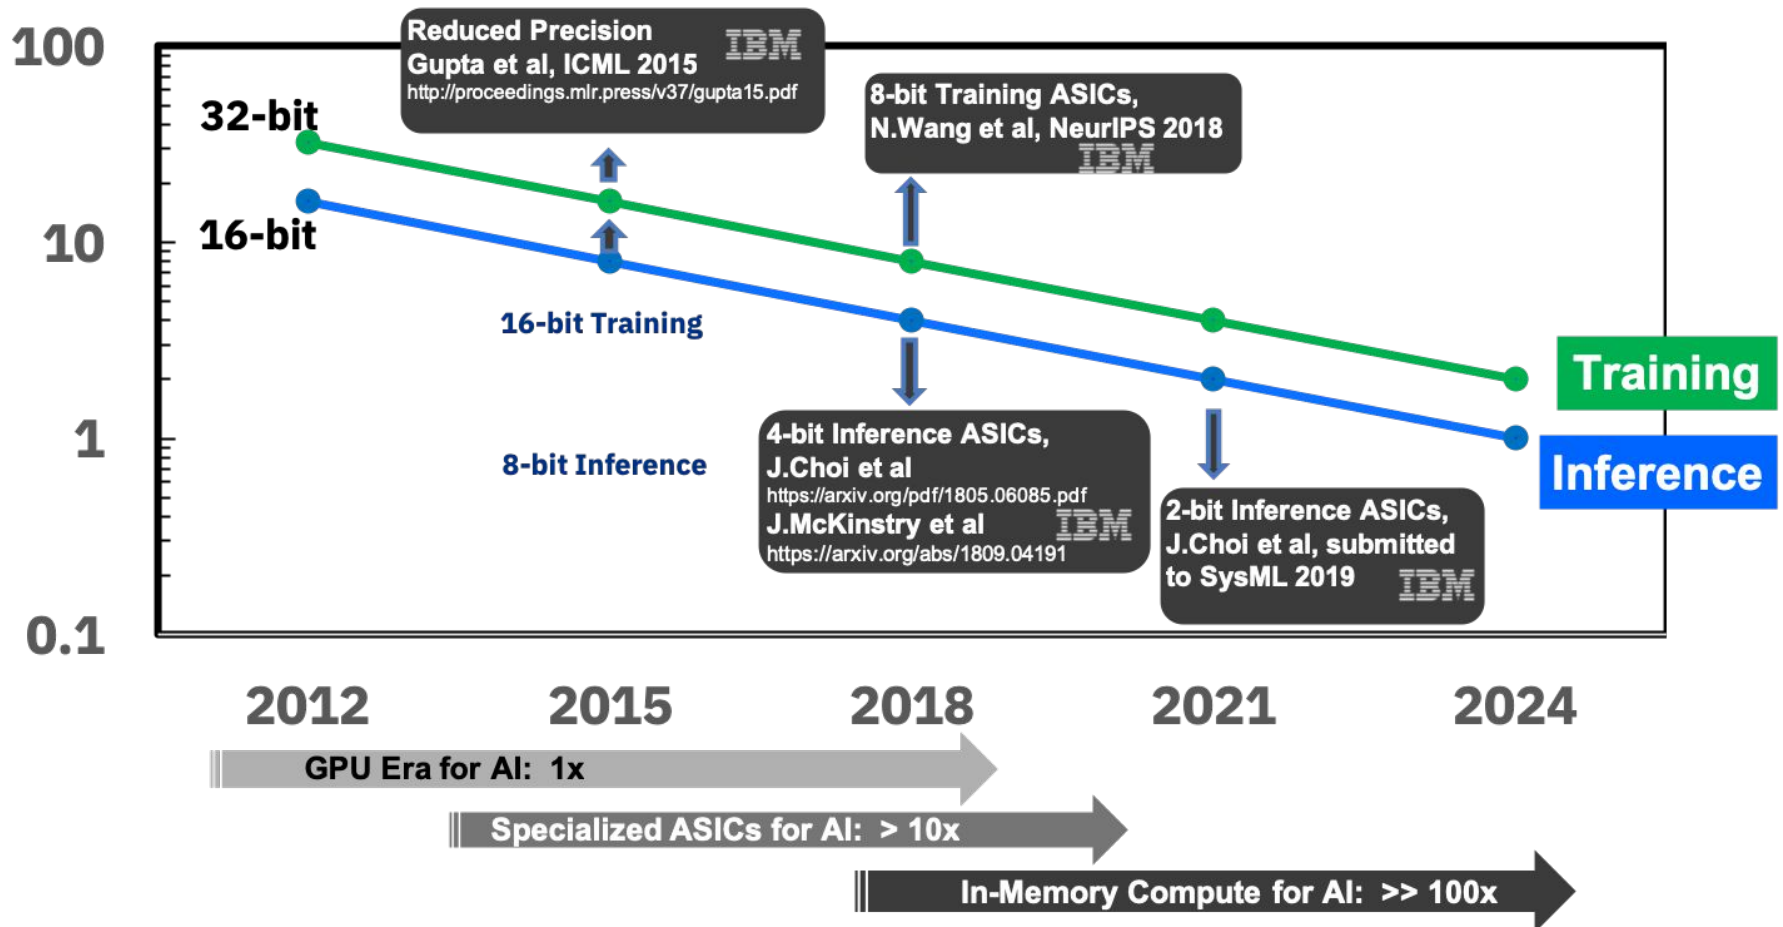 100
10
1
0.1
32-bit
16-bit
Reduced Precision
Gupta et al, ICML 2015
http://proceedings.mlr.press/v37/gupta15.pdf
IBM
8-bit Training ASICs,
N.Wang et al, NeurIPS 2018
IBM
16-bit Training
8-bit Inference
4-bit Inference ASICs,
J.Choi et al
https://arxiv.org/pdf/1805.06085.pdf
J.McKinstry et al
https://arxiv.org/abs/1809.04191
IBM
2-bit Inference ASICs,
J.Choi et al, submitted
to SysML 2019
IBM
Training
Inference
2012 2015 2018 2021 2024
GPU Era for AI: 1x
Specialized ASICs for AI: > 10x
In-Memory Compute for AI: >> 100x